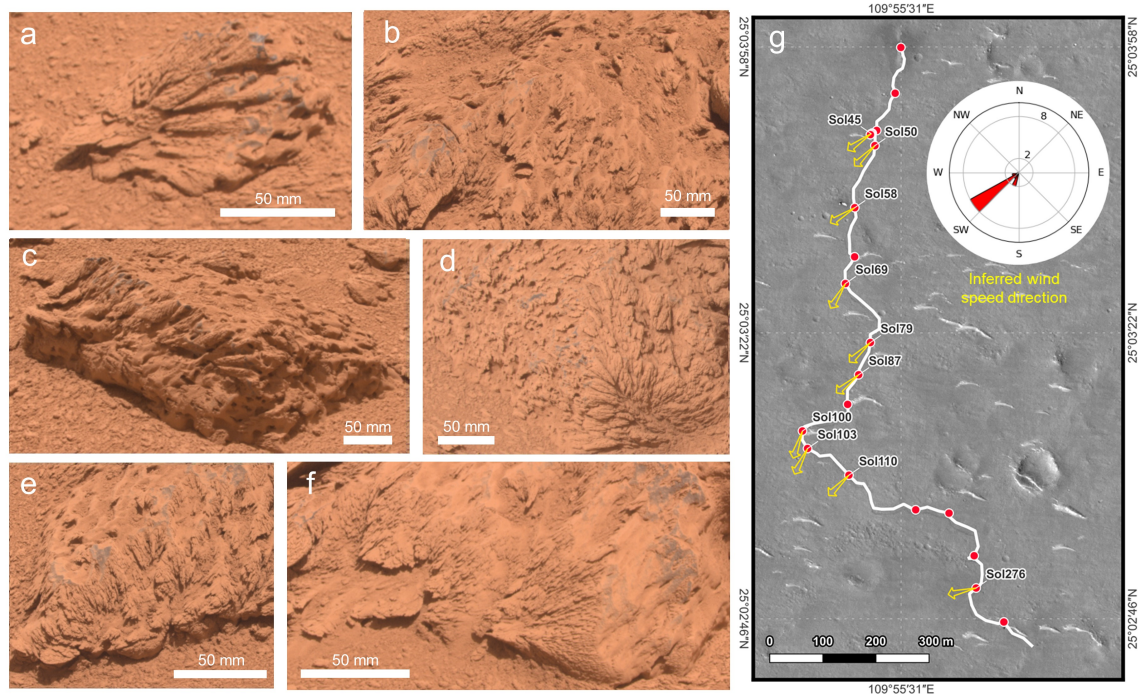 a
50 mm
b
50 mm
c
50 mm
d
50 mm
e
50 mm
f
50 mm
g
109°55'31"E
25°03'58"N
25°03'58"N
Sol45
Sol50
N
NW
8
NE
2
W
E
SW
SE
S
Sol58
Inferred wind
speed direction
Sol69
25°03'22"N
25°03'22"N
Sol79
Sol87
Sol100
Sol103
Sol110
Sol276
25°02'46"N
25°02'46"N
0
100
200
300 m
109°55'31"E